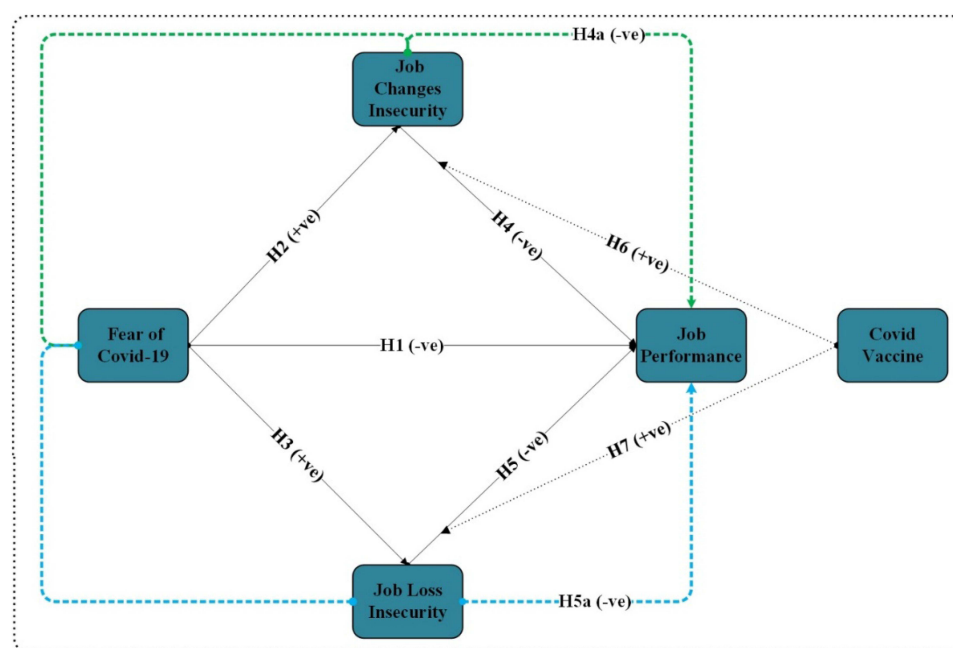 H4a (-ve)
Job
Changes
Insecurity
H2 (+ve)
H4 (-ve)
H6 (+ve)
Fear of
Covid-19
H1 (-ve)
Job
Performance
Covid
Vaccine
H3 (+ve)
H5 (-ve)
H7 (+ve)
Job Loss
Insecurity
H5a (-ve)